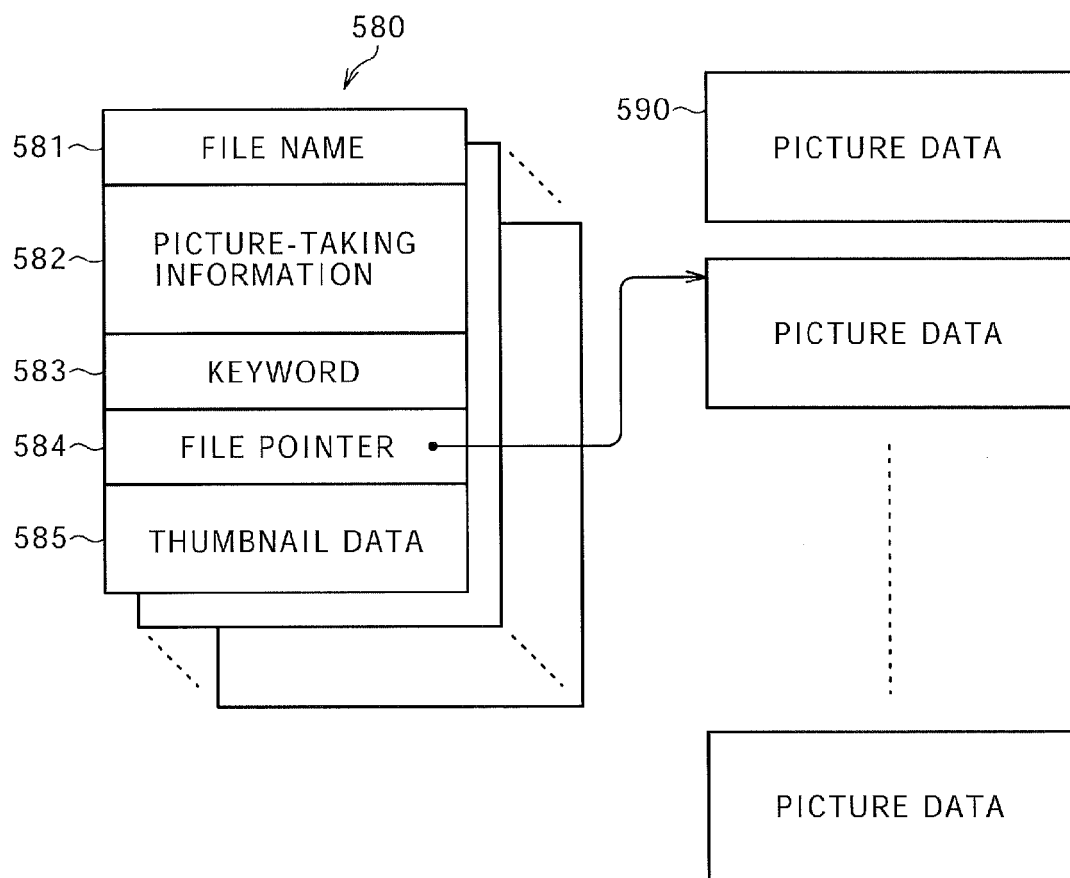 580
581
FILE NAME
582
PICTURE-TAKING
INFORMATION
583
KEYWORD
584
FILE POINTER
585
THUMBNAIL DATA
590
PICTURE DATA
PICTURE DATA
PICTURE DATA